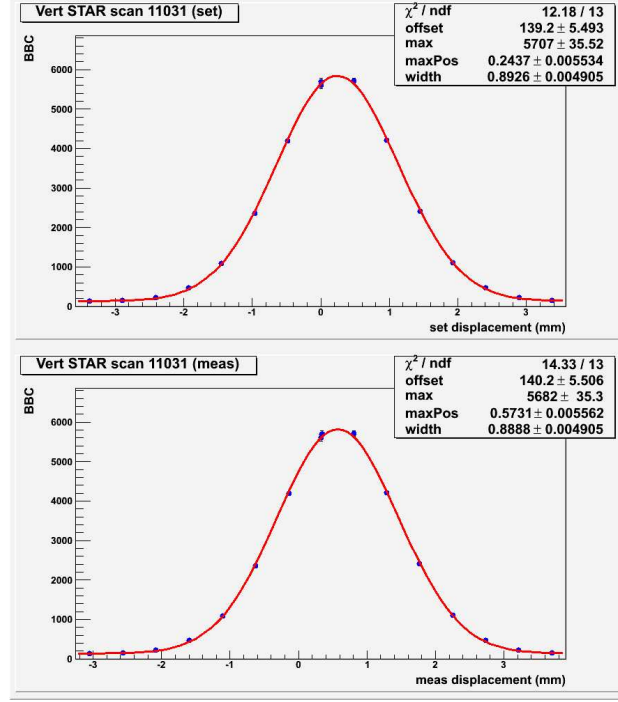 Vert STAR scan 11031 (set)
χ² / ndf 12.18 / 13
offset 139.2 ± 5.493
max 5707 ± 35.52
maxPos 0.2437 ± 0.005534
width 0.8926 ± 0.004905
BBC
6000
5000
4000
3000
2000
1000
0
-3 -2 -1 0 1 2 3
set displacement (mm)
Vert STAR scan 11031 (meas)
χ² / ndf 14.33 / 13
offset 140.2 ± 5.506
max 5682 ± 35.3
maxPos 0.5731 ± 0.005562
width 0.8888 ± 0.004905
BBC
6000
5000
4000
3000
2000
1000
0
-3 -2 -1 0 1 2 3
meas displacement (mm)